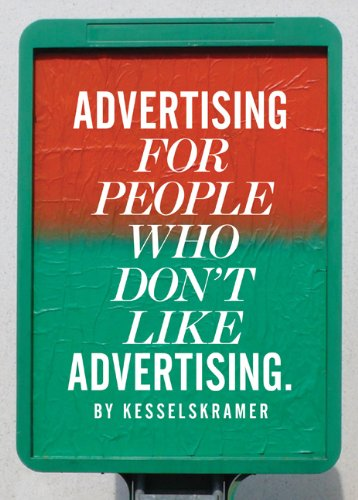 ADVERTISING
FOR
PEOPLE
WHO
DON'T
LIKE
ADVERTISING.
BY KESSELSKRAMER